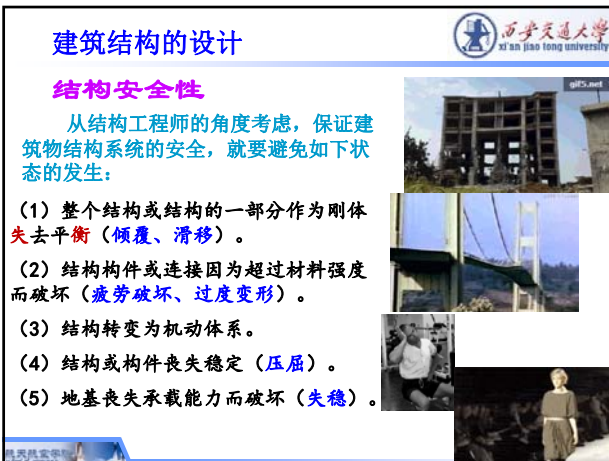 建筑结构的设计
西安交通大学
xi'an jiao tong university
结构安全性
gif5.net
从结构工程师的角度考虑，保证建
筑物结构系统的安全，就要避免如下状
态的发生：
（1）整个结构或结构的一部分作为刚体
失去平衡（倾覆、滑移）。
（2）结构构件或连接因为超过材料强度
而破坏（疲劳破坏、过度变形）。
（3）结构转变为机动体系。
（4）结构或构件丧失稳定（压屈）。
（5）地基丧失承载能力而破坏（失稳）。
航天航空学院